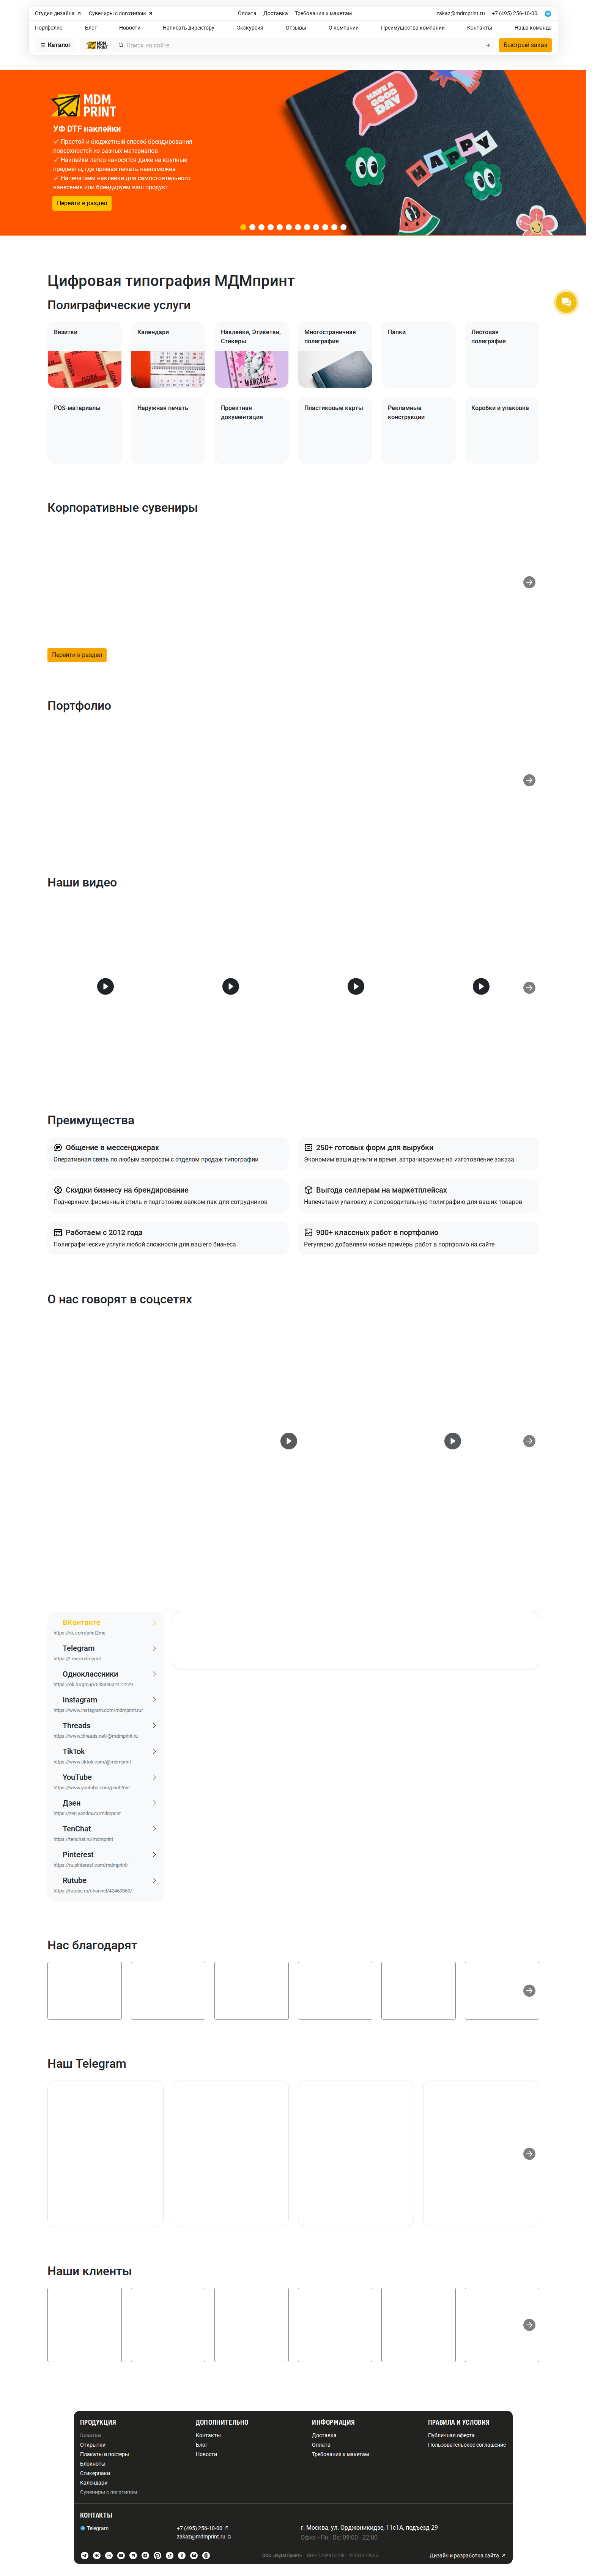 Студия дизайна
Сувениры с логотипом
Оплата
Доставка
Требования к макетам
zakaz@mdmprint.ru
+7 (495) 256-10-00
Портфолио
Блог
Новости
Написать директору
Экскурсия
Отзывы
О компании
Преимущества компании
Контакты
Наша команда
Каталог
MDM PRINT
Поиск на сайте
Быстрый заказ
MDM
PRINT
УФ DTF наклейки
✓ Простой и бюджетный способ брендирования
поверхностей из разных материалов
✓ Наклейки легко наносятся даже на крутные
предметы, где прямая печать невозможна
✓ Напечатаем наклейки для самостоятельного
нанесения или брендируем ваш продукт
Перейти в раздел
HAVE A GOOD DAY
HAPPY
Цифровая типография МДМпринт
Полиграфические услуги
Визитки
Календари
Наклейки, Этикетки,
Стикеры
Многостраничная
полиграфия
Папки
Листовая
полиграфия
POS-материалы
Наружная печать
Проектная
документация
Пластиковые карты
Рекламные
конструкции
Коробки и упаковка
Корпоративные сувениры
Перейти в раздел
Портфолио
Наши видео
Преимущества
Общение в мессенджерах
Оперативная связь по любым вопросам с отделом продаж типографии
250+ готовых форм для вырубки
Экономим ваши деньги и время, затрачиваемые на изготовление заказа
Скидки бизнесу на брендирование
Подчеркнем фирменный стиль и подготовим велком пак для сотрудников
Выгода селлерам на маркетплейсах
Напечатаем упаковку и сопроводительную полиграфию для ваших товаров
Работаем с 2012 года
Полиграфические услуги любой сложности для вашего бизнеса
900+ классных работ в портфолио
Регулярно добавляем новые примеры работ в портфолио на сайте
О нас говорят в соцсетях
ВКонтакте
https://vk.com/print2me
Telegram
https://t.me/mdmprint
Одноклассники
https://ok.ru/group/54334602412229
Instagram
https://www.instagram.com/mdmprint.ru/
Threads
https://www.threads.net/@mdmprint.ru
TikTok
https://www.tiktok.com/@mdmprint
YouTube
https://www.youtube.com/print2me
Дзен
https://zen.yandex.ru/mdmprint
TenChat
https://tenchat.ru/mdmprint
Pinterest
https://ru.pinterest.com/mdmprint/
Rutube
https://rutube.ru/channel/42463860/
Нас благодарят
Наш Telegram
Наши клиенты
ПРОДУКЦИЯ
Визитки
Открытки
Плакаты и постеры
Блокноты
Стикерпаки
Календари
Сувениры с логотипом
ДОПОЛНИТЕЛЬНО
Контакты
Блог
Новости
ИНФОРМАЦИЯ
Доставка
Оплата
Требования к макетам
ПРАВИЛА И УСЛОВИЯ
Публичная оферта
Пользовательское соглашение
КОНТАКТЫ
Telegram
+7 (495) 256-10-00
zakaz@mdmprint.ru
г. Москва, ул. Орджоникидзе, 11с1А, подъезд 29
Офис • Пн - Вс: 09:00 - 22:00
ООО «МДМПринт»
© 2012–2025
Дизайн и разработка сайта